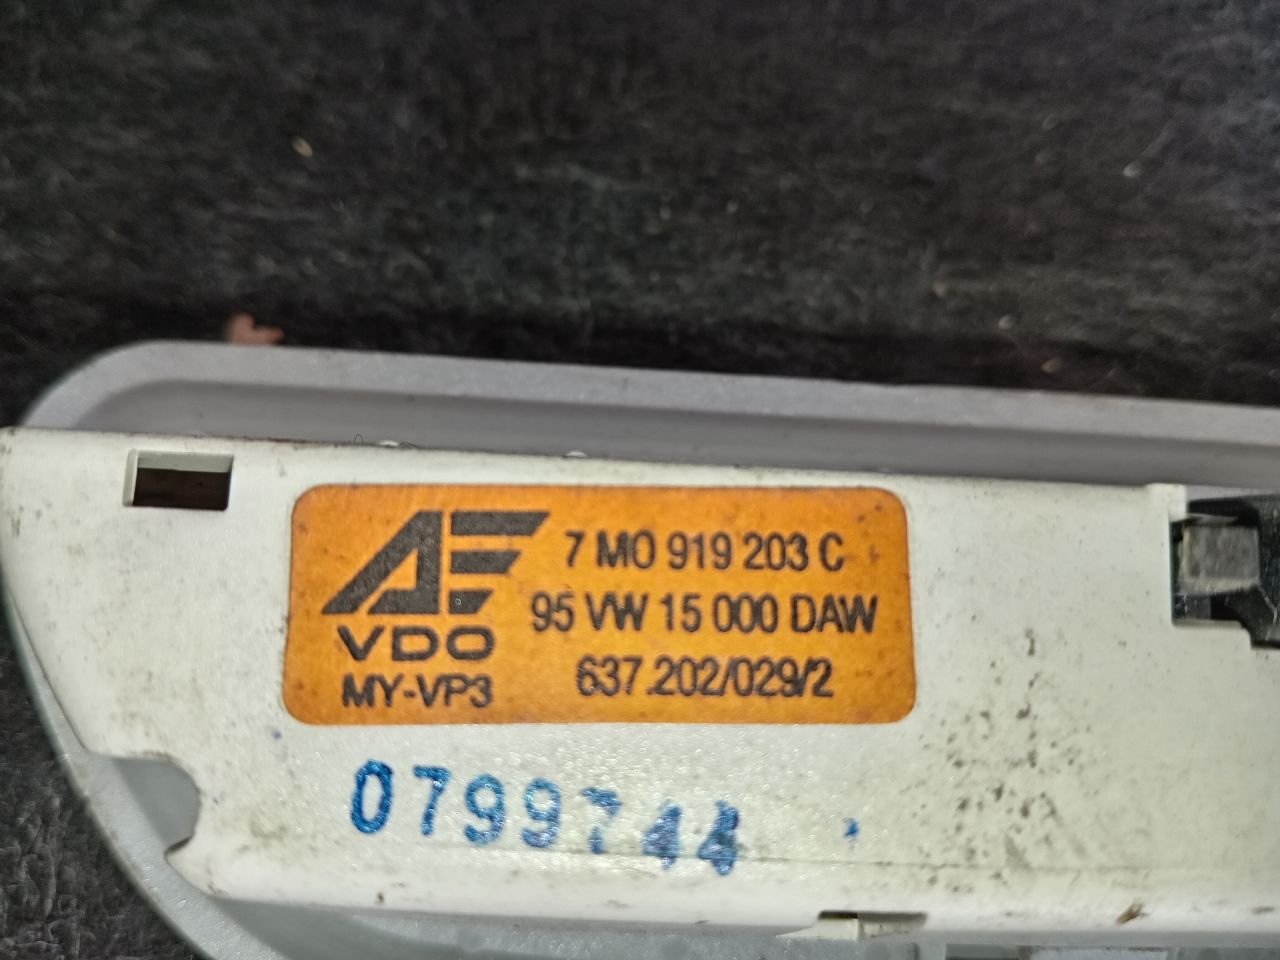 AE
VDO
MY-VP3
7 M0 919 203 C
95 VW 15 000 DAW
637.202/029/2
0799744